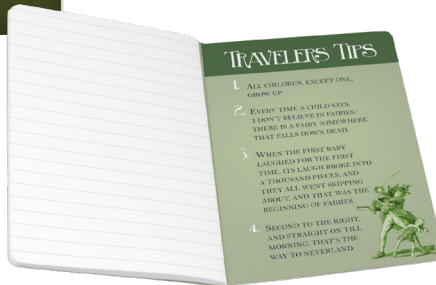 TRAVELERS TIPS
1. ALL CHILDREN, EXCEPT ONE,
GROW UP
2. EVERY TIME A CHILD SAYS,
'I DON'T BELIEVE IN FAIRIES,'
THERE IS A FAIRY SOMEWHERE
THAT FALLS DOWN DEAD.
3. WHEN THE FIRST BABY
LAUGHED FOR THE FIRST
TIME, ITS LAUGH BROKE INTO
A THOUSAND PIECES, AND
THEY ALL WENT SKIPPING
ABOUT, AND THAT WAS THE
BEGINNING OF FAIRIES.
4. SECOND TO THE RIGHT,
AND STRAIGHT ON TILL
MORNING. THAT'S THE
WAY TO NEVERLAND.